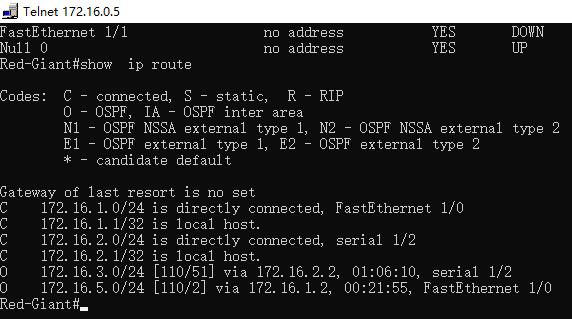 Telnet 172.16.0.5
FastEthernet 1/1 no address YES DOWN
Null 0 no address YES UP
Red-Giant#show  ip route
Codes:  C - connected, S - static,  R - RIP
O - OSPF, IA - OSPF inter area
N1 - OSPF NSSA external type 1, N2 - OSPF NSSA external type 2
E1 - OSPF external type 1, E2 - OSPF external type 2
* - candidate default
Gateway of last resort is no set
C    172.16.1.0/24 is directly connected, FastEthernet 1/0
C    172.16.1.1/32 is local host.
C    172.16.2.0/24 is directly connected, serial 1/2
C    172.16.2.1/32 is local host.
O    172.16.3.0/24 [110/51] via 172.16.2.2, 01:06:10, serial 1/2
O    172.16.5.0/24 [110/2] via 172.16.1.2, 00:21:55, FastEthernet 1/0
Red-Giant#